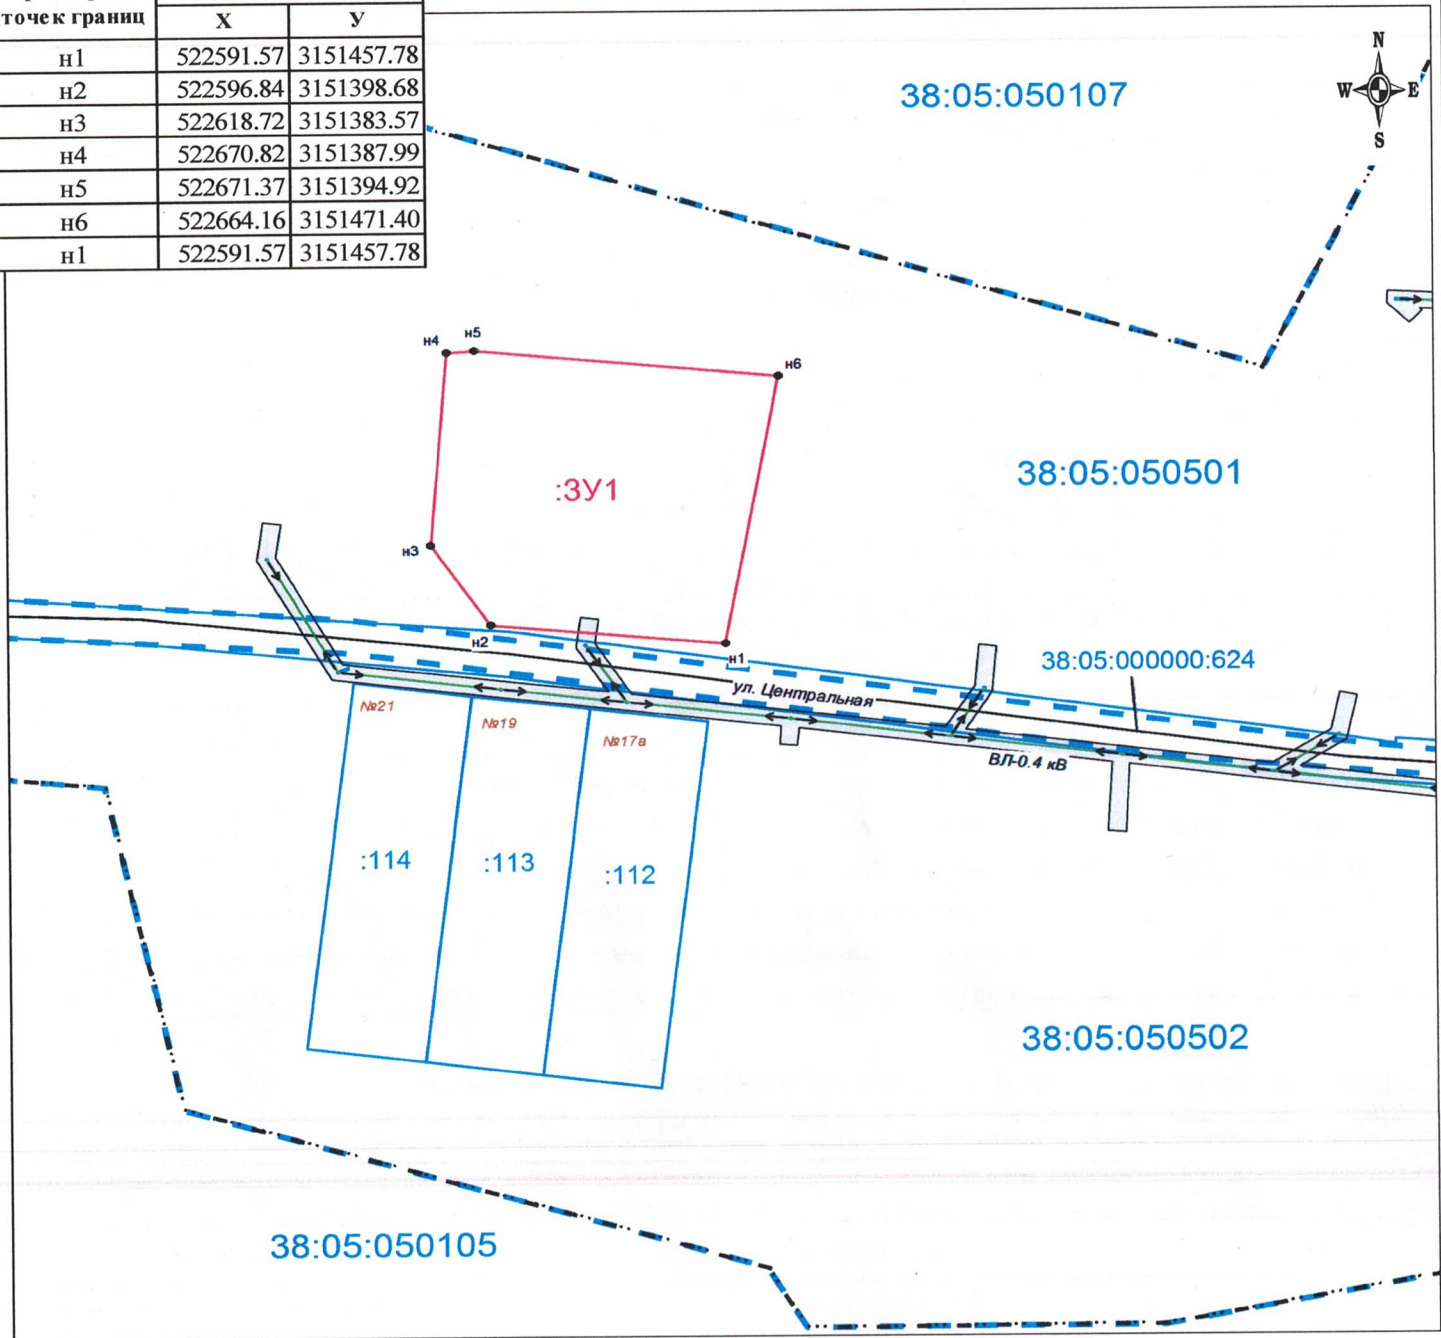 точек границ X У
н1 522591.57 3151457.78
н2 522596.84 3151398.68
н3 522618.72 3151383.57
н4 522670.82 3151387.99
н5 522671.37 3151394.92
н6 522664.16 3151471.40
н1 522591.57 3151457.78
38:05:050107
N
W E
S
н4 н5
н6
:ЗУ1
38:05:050501
н3
н2
н1
38:05:000000:624
ул. Центральная
№21
№19
№17а
ВЛ-0.4 кВ
:114
:113
:112
38:05:050502
38:05:050105